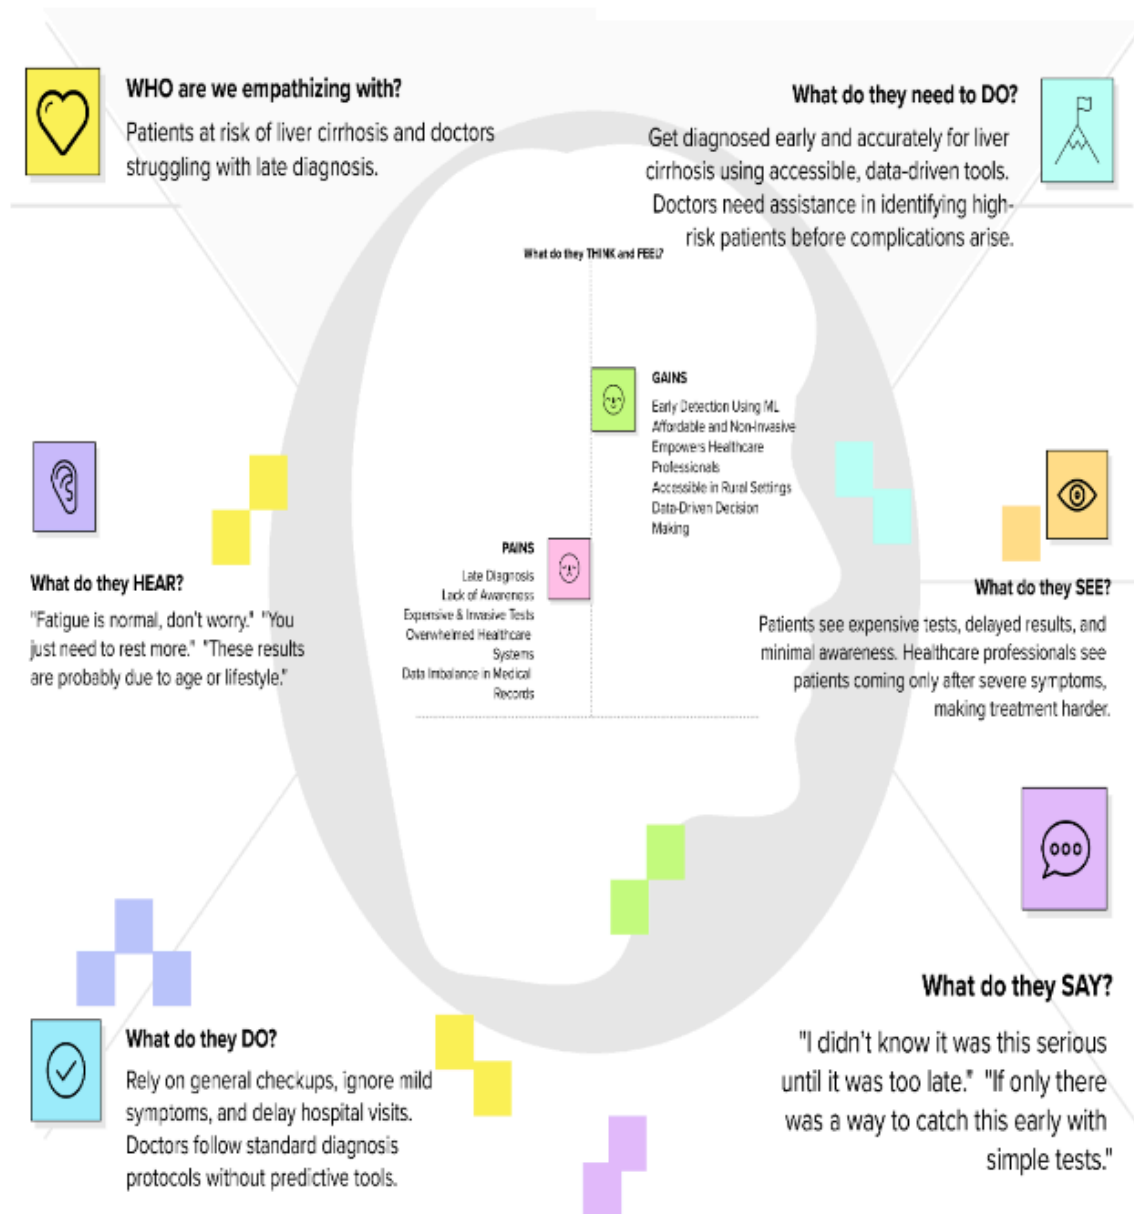 WHO are we empathizing with?
Patients at risk of liver cirrhosis and doctors
struggling with late diagnosis.
What do they need to DO?
Get diagnosed early and accurately for liver
cirrhosis using accessible, data-driven tools.
Doctors need assistance in identifying high-
risk patients before complications arise.
What do they THINK and FEEL?
GAINS
Early Detection Using ML
Affordable and Non-Invasive
Empowers Healthcare
Professionals
Accessible in Rural Settings
Data-Driven Decision
Making
PAINS
Late Diagnosis
Lack of Awareness
Expensive & Invasive Tests
Overwhelmed Healthcare
Systems
Data Imbalance in Medical
Records
What do they HEAR?
"Fatigue is normal, don't worry." "You
just need to rest more." "These results
are probably due to age or lifestyle."
What do they SEE?
Patients see expensive tests, delayed results, and
minimal awareness. Healthcare professionals see
patients coming only after severe symptoms,
making treatment harder.
What do they DO?
Rely on general checkups, ignore mild
symptoms, and delay hospital visits.
Doctors follow standard diagnosis
protocols without predictive tools.
What do they SAY?
"I didn't know it was this serious
until it was too late." "If only there
was a way to catch this early with
simple tests."